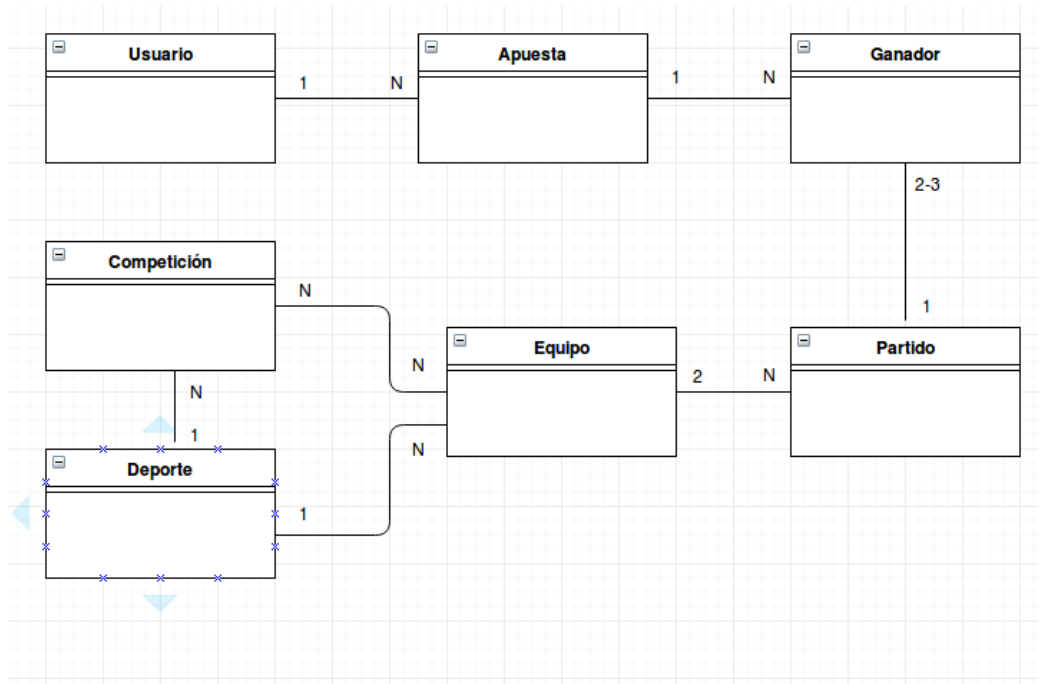 Usuario
Apuesta
Ganador
1
N
1
N
2-3
Competición
N
1
Equipo
Partido
N
2
N
N
1
Deporte
N
1